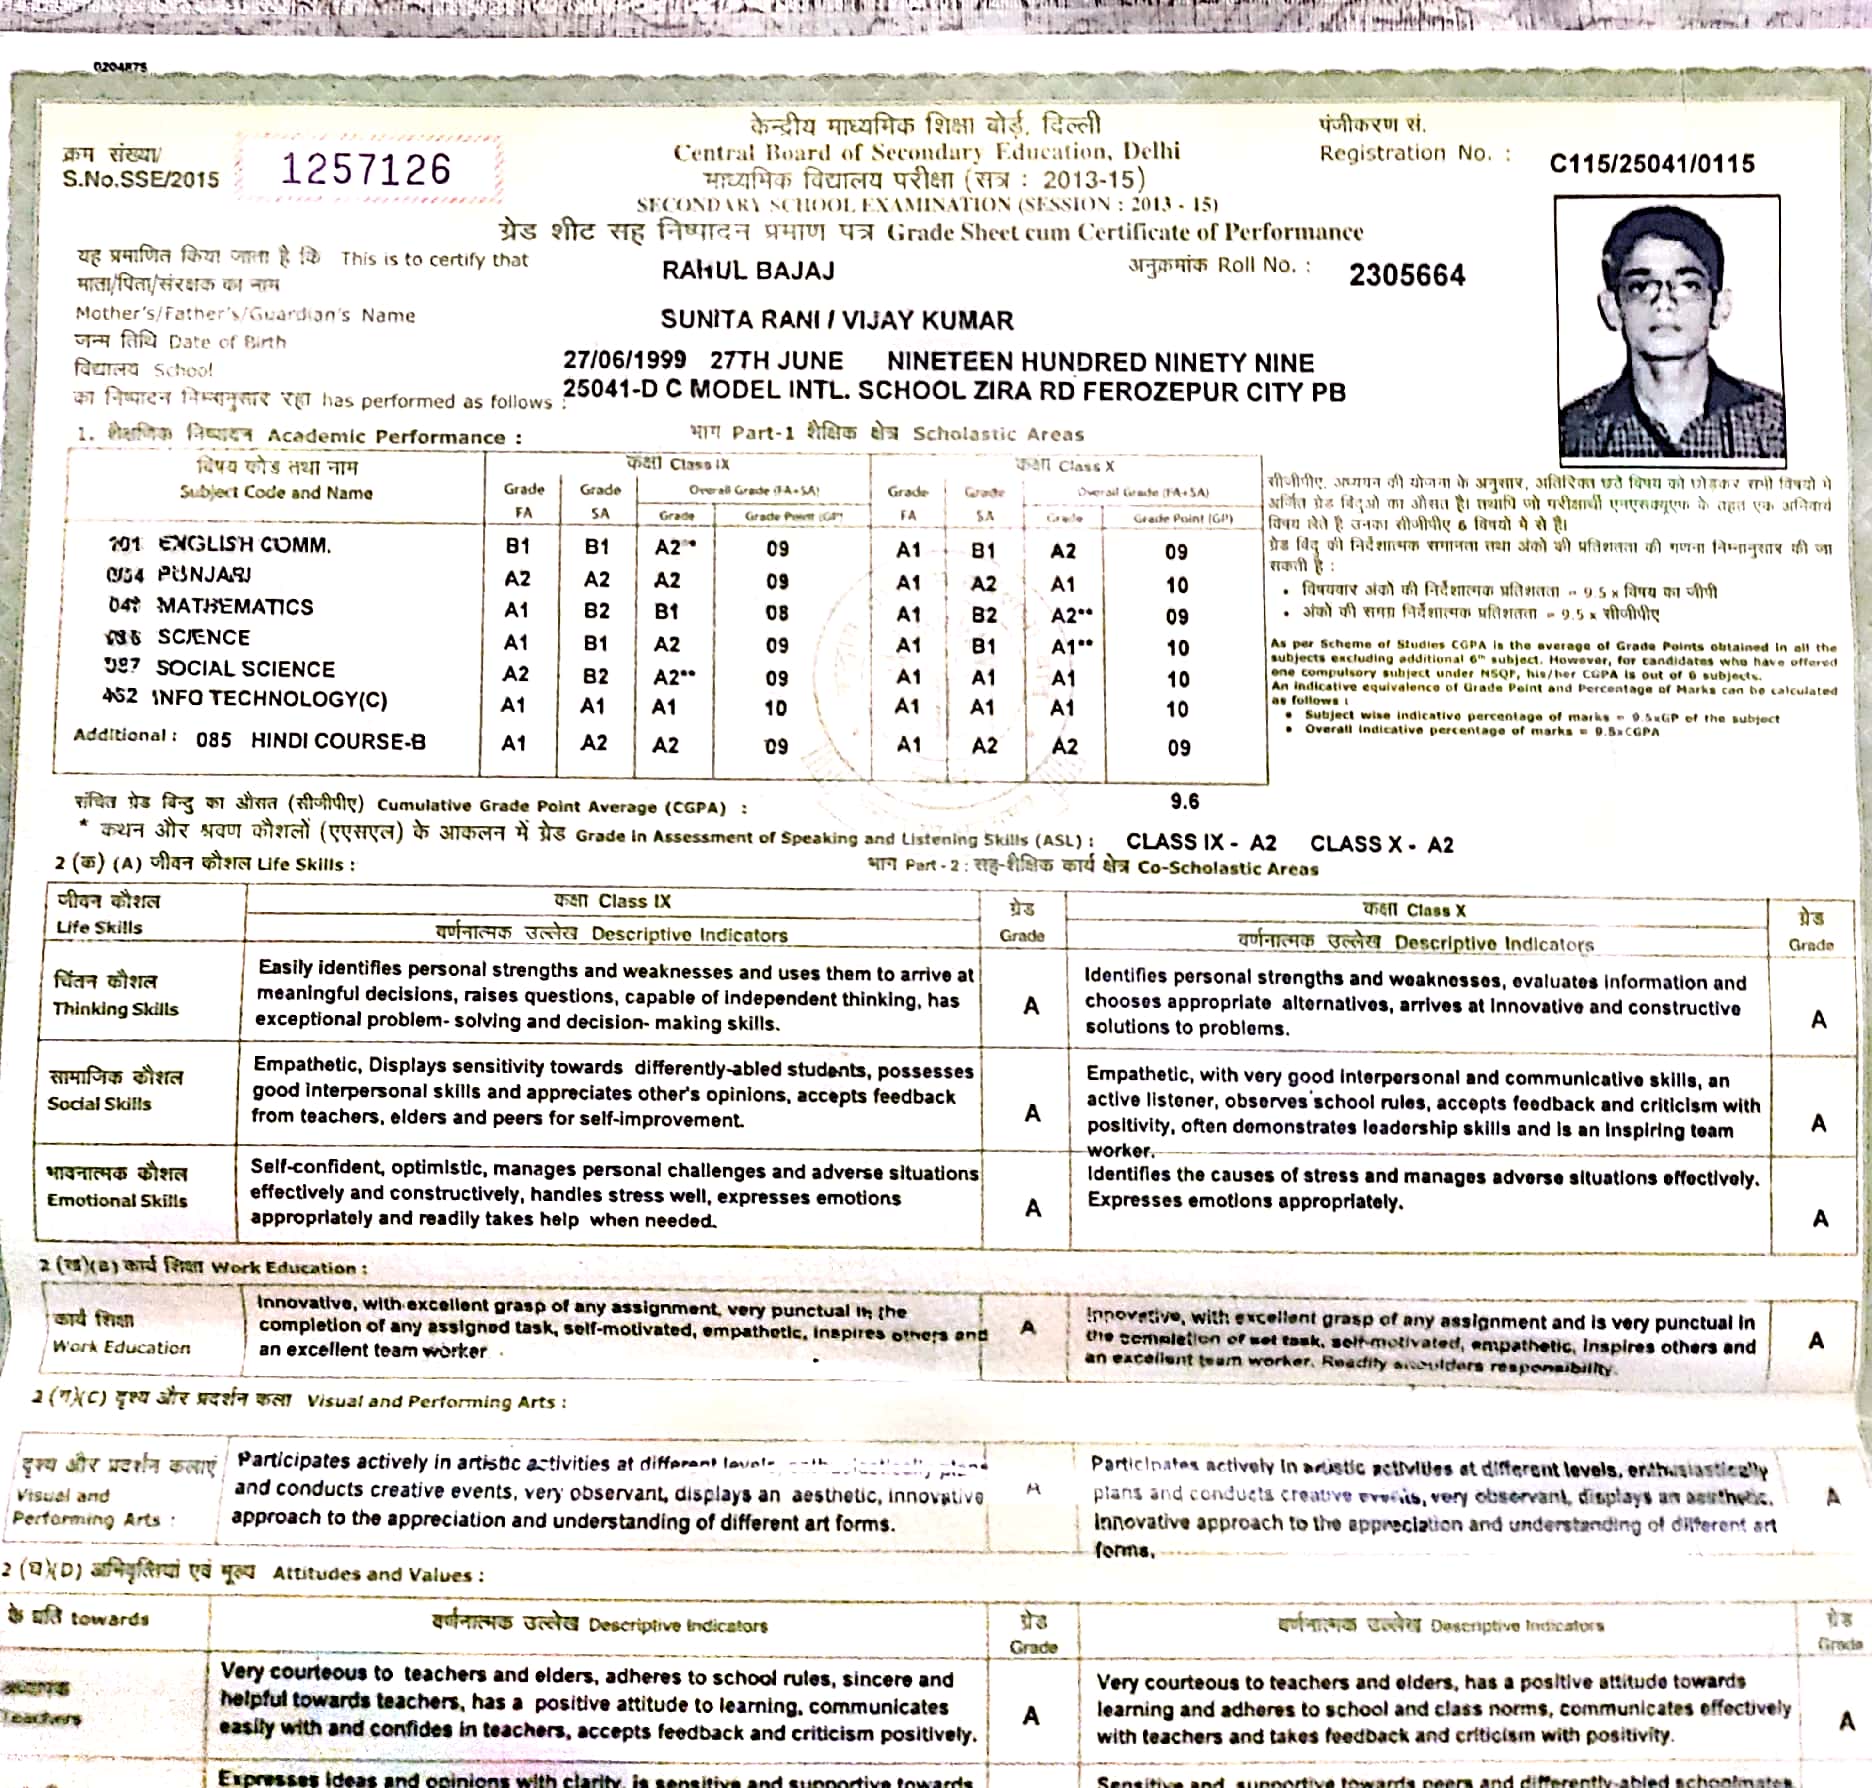 0204875
क्रम संख्या/
S.No.SSE/2015
1257126
केन्द्रीय माध्यमिक शिक्षा बोर्ड, दिल्ली
Central Board of Secondary Education, Delhi
माध्यमिक विद्यालय परीक्षा (सत्र : 2013-15)
SECONDARY SCHOOL EXAMINATION (SESSION : 2013 - 15)
ग्रेड शीट सह निष्पादन प्रमाण पत्र Grade Sheet cum Certificate of Performance
पंजीकरण सं.
Registration No. : C115/25041/0115
यह प्रमाणित किया जाता है कि This is to certify that RAHUL BAJAJ
अनुक्रमांक Roll No. : 2305664
माता/पिता/संरक्षक का नाम
Mother's/Father's/Guardian's Name SUNITA RANI / VIJAY KUMAR
जन्म तिथि Date of Birth 27/06/1999 27TH JUNE NINETEEN HUNDRED NINETY NINE
विद्यालय School 25041-D C MODEL INTL. SCHOOL ZIRA RD FEROZEPUR CITY PB
का निष्पादन निम्नानुसार रहा has performed as follows :
1. शैक्षणिक निष्पादन Academic Performance : भाग Part-1 शैक्षिक क्षेत्र Scholastic Areas
विषय कोड तथा नाम कक्षा Class IX कक्षा Class X
Subject Code and Name Grade Grade Overall Grade (FA+SA) Grade Grade Overall Grade (FA+SA)
FA SA Grade Grade Point (GP) FA SA Grade Grade Point (GP)
ENGLISH COMM. B1 B1 A2** 09 A1 B1 A2 09
PUNJABI A2 A2 A2 09 A1 A2 A1 10
MATHEMATICS A1 B2 B1 08 A1 B2 A2** 09
SCIENCE A1 B1 A2 09 A1 B1 A1** 10
SOCIAL SCIENCE A2 B2 A2** 09 A1 A1 A1 10
INFO TECHNOLOGY(C) A1 A1 A1 10 A1 A1 A1 10
Additional : 085 HINDI COURSE-B A1 A2 A2 09 A1 A2 A2 09
सीजीपीए, अध्ययन की योजना के अनुसार, अतिरिक्त छठे विषय को छोड़कर सभी विषयों में
अर्जित ग्रेड बिंदुओं का औसत है। तथापि जो परीक्षार्थी एनएसक्यूएफ के तहत एक अनिवार्य
विषय लेते है उनका सीजीपीए 6 विषयों में से है।
ग्रेड बिंदु की निर्देशात्मक समानता तथा अंकों की प्रतिशतता की गणना निम्नानुसार की जा
सकती है :
• विषयवार अंकों की निर्देशात्मक प्रतिशतता = 9.5 x विषय का जीपी
• अंकों की समग्र निर्देशात्मक प्रतिशतता = 9.5 x सीजीपीए
As per Scheme of Studies CGPA is the average of Grade Points obtained in all the
subjects excluding additional 6th subject. However, for candidates who have offered
one compulsory subject under NSQF, his/her CGPA is out of 6 subjects.
An indicative equivalence of Grade Point and Percentage of Marks can be calculated
as follows :
• Subject wise indicative percentage of marks = 9.5xGP of the subject
• Overall indicative percentage of marks = 9.5xCGPA
संचित ग्रेड बिन्दु का औसत (सीजीपीए) Cumulative Grade Point Average (CGPA) : 9.6
* कथन और श्रवण कौशलों (एएसएल) के आकलन में ग्रेड Grade in Assessment of Speaking and Listening Skills (ASL) : CLASS IX - A2 CLASS X - A2
2 (क) (A) जीवन कौशल Life Skills : भाग Part - 2 : सह-शैक्षिक कार्य क्षेत्र Co-Scholastic Areas
जीवन कौशल कक्षा Class IX ग्रेड कक्षा Class X ग्रेड
Life Skills वर्णनात्मक उल्लेख Descriptive Indicators Grade वर्णनात्मक उल्लेख Descriptive Indicators Grade
चिंतन कौशल
Thinking Skills
Easily identifies personal strengths and weaknesses and uses them to arrive at
meaningful decisions, raises questions, capable of independent thinking, has
exceptional problem- solving and decision- making skills.
A
Identifies personal strengths and weaknesses, evaluates information and
chooses appropriate alternatives, arrives at innovative and constructive
solutions to problems.
A
सामाजिक कौशल
Social Skills
Empathetic, Displays sensitivity towards differently-abled students, possesses
good interpersonal skills and appreciates other's opinions, accepts feedback
from teachers, elders and peers for self-improvement.
A
Empathetic, with very good interpersonal and communicative skills, an
active listener, observes school rules, accepts feedback and criticism with
positivity, often demonstrates leadership skills and is an inspiring team
worker.
A
भावनात्मक कौशल
Emotional Skills
Self-confident, optimistic, manages personal challenges and adverse situations
effectively and constructively, handles stress well, expresses emotions
appropriately and readily takes help when needed.
A
Identifies the causes of stress and manages adverse situations effectively.
Expresses emotions appropriately.
A
2 (ख)(B) कार्य शिक्षा Work Education :
कार्य शिक्षा
Work Education
Innovative, with excellent grasp of any assignment, very punctual in the
completion of any assigned task, self-motivated, empathetic, inspires others and
an excellent team worker
A
Innovative, with excellent grasp of any assignment and is very punctual in
the completion of set task, self-motivated, empathetic, inspires others and
an excellent team worker. Readily shoulders responsibility.
A
2 (ग)(C) दृश्य और प्रदर्शन कला Visual and Performing Arts :
दृश्य और प्रदर्शन कलाएं
Visual and
Performing Arts :
Participates actively in artistic activities at different levels,
and conducts creative events, very observant, displays an aesthetic, innovative
approach to the appreciation and understanding of different art forms.
A
Participates actively in artistic activities at different levels, enthusiastically
plans and conducts creative events, very observant, displays an aesthetic,
innovative approach to the appreciation and understanding of different art
forms.
A
2 (घ)(D) अभिवृत्तियां एवं मूल्य Attitudes and Values :
के प्रति towards वर्णनात्मक उल्लेख Descriptive Indicators ग्रेड वर्णनात्मक उल्लेख Descriptive Indicators ग्रेड
Grade Grade
Teachers
Very courteous to teachers and elders, adheres to school rules, sincere and
helpful towards teachers, has a positive attitude to learning, communicates
easily with and confides in teachers, accepts feedback and criticism positively.
A
Very courteous to teachers and elders, has a positive attitude towards
learning and adheres to school and class norms, communicates effectively
with teachers and takes feedback and criticism with positivity.
A
Expresses ideas and opinions with clarity, is sensitive and supportive towards
Sensitive and supportive towards peers and differently-abled schoolmates